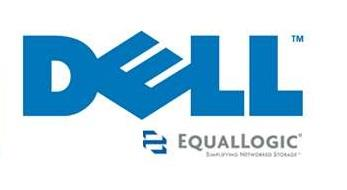 DELL™
EQUALLOGIC®
SIMPLIFYING NETWORKED STORAGE™